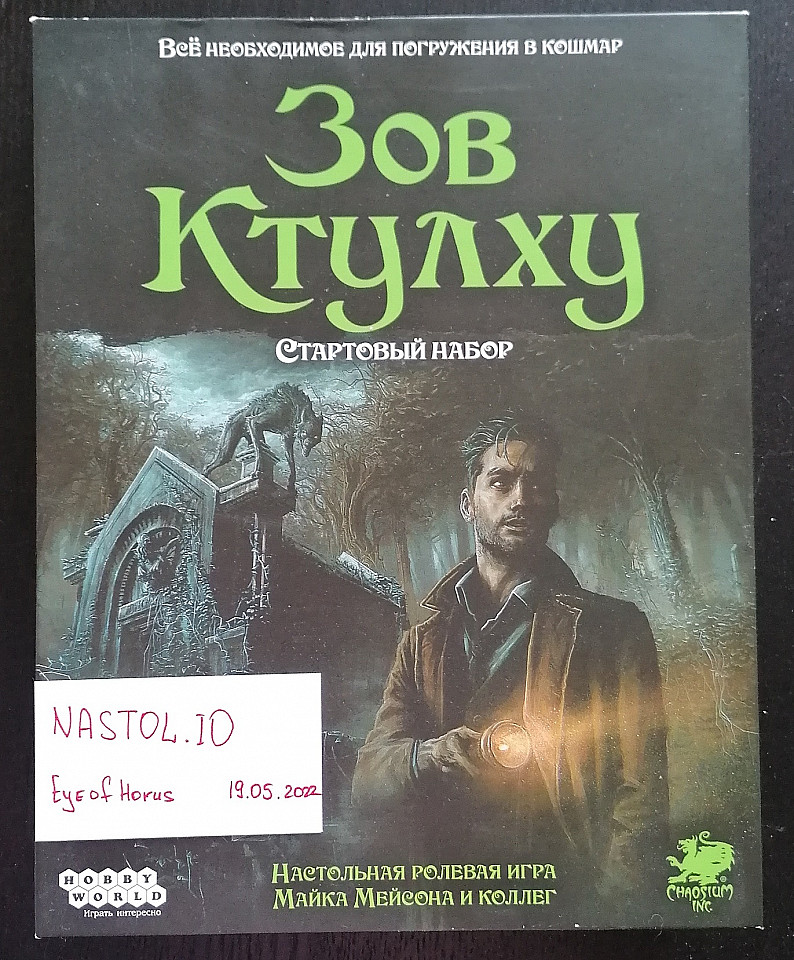 Всё необходимое для погружения в кошмар
Зов
Ктулху
Стартовый набор
NASTOL.IO
Eye of Horus 19.05.2022
Настольная ролевая игра
Майка Мейсона и коллег
HOBBY
WORLD
Играть интересно
CHAOSIUM
INC.